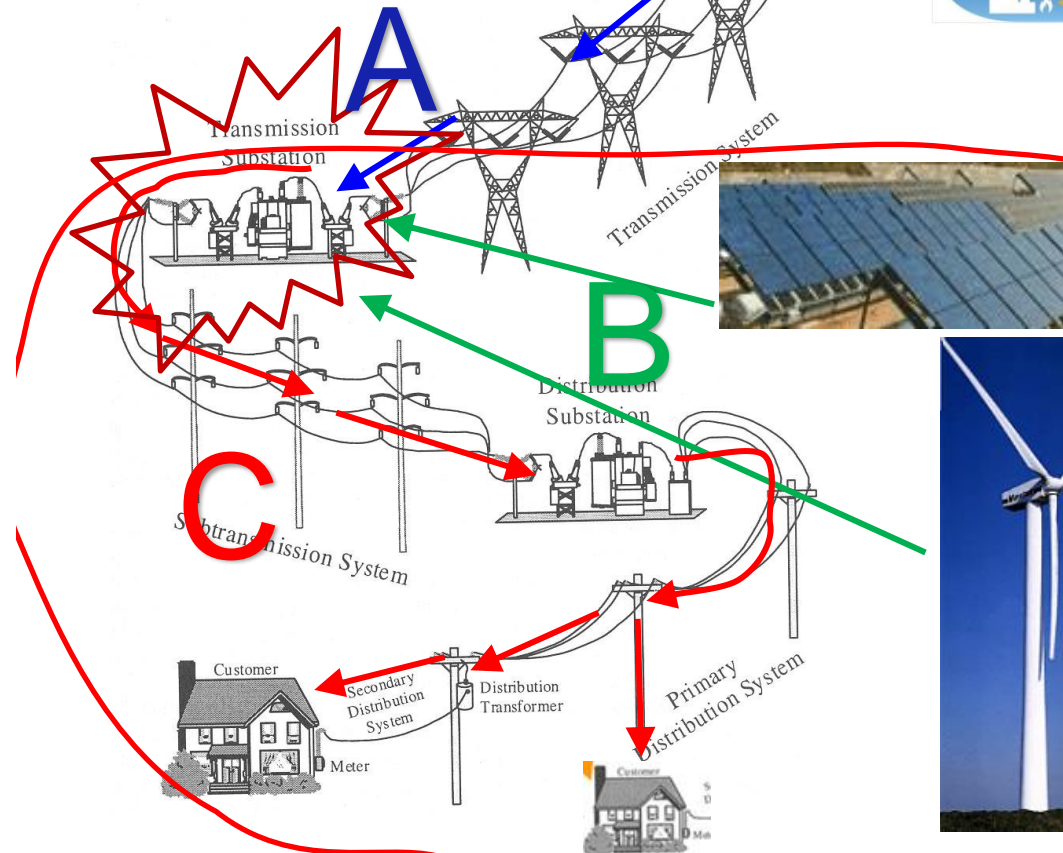 A
Transmission
Substation
Transmission System
B
Distribution
Substation
C
Subtransmission System
Customer
Secondary
Distribution
System
Distribution
Transformer
Primary
Distribution System
Meter
Customer